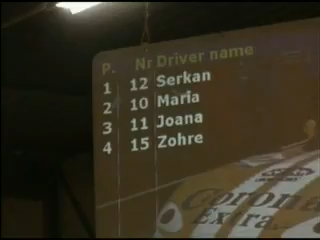 P. Nr Driver name
1 12 Serkan
2 10 Maria
3 11 Joana
4 15 Zohre
Corona
Extra